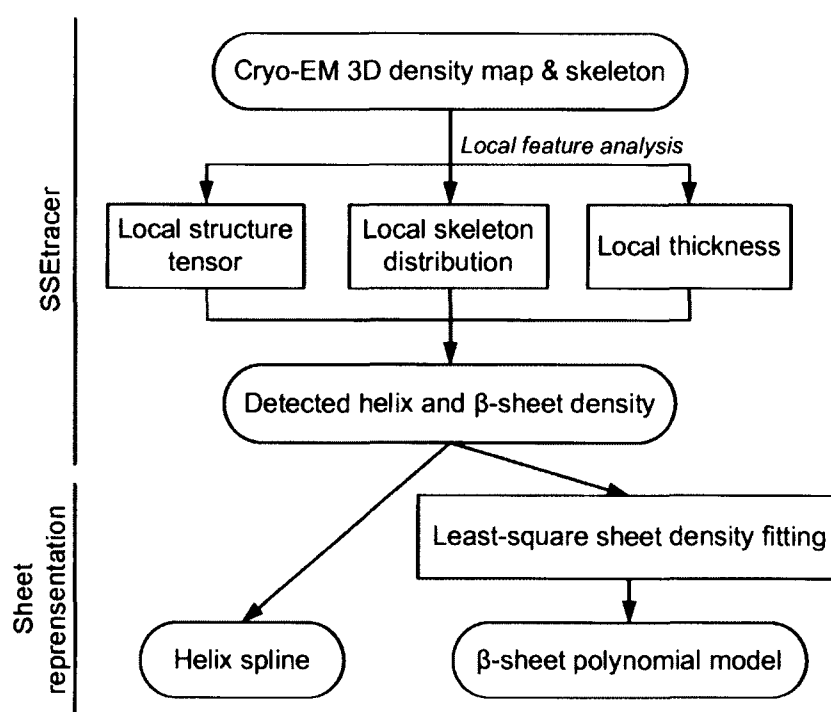 Cryo-EM 3D density map & skeleton
Local feature analysis
Local structure
tensor
Local skeleton
distribution
Local thickness
SSEtracer
Detected helix and β-sheet density
Least-square sheet density fitting
Sheet
reprensentation
Helix spline
β-sheet polynomial model